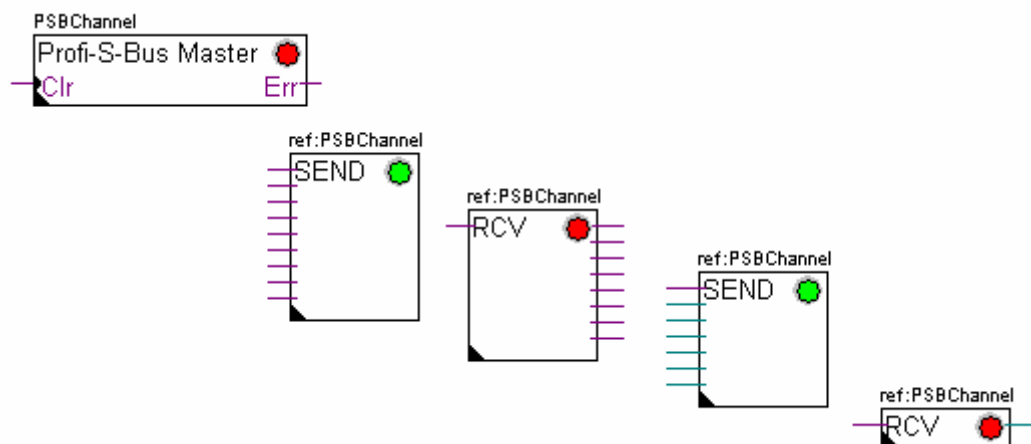 PSBChannel
Profi-S-Bus Master
Clr Err
ref:PSBChannel
SEND
ref:PSBChannel
RCV
ref:PSBChannel
SEND
ref:PSBChannel
RCV